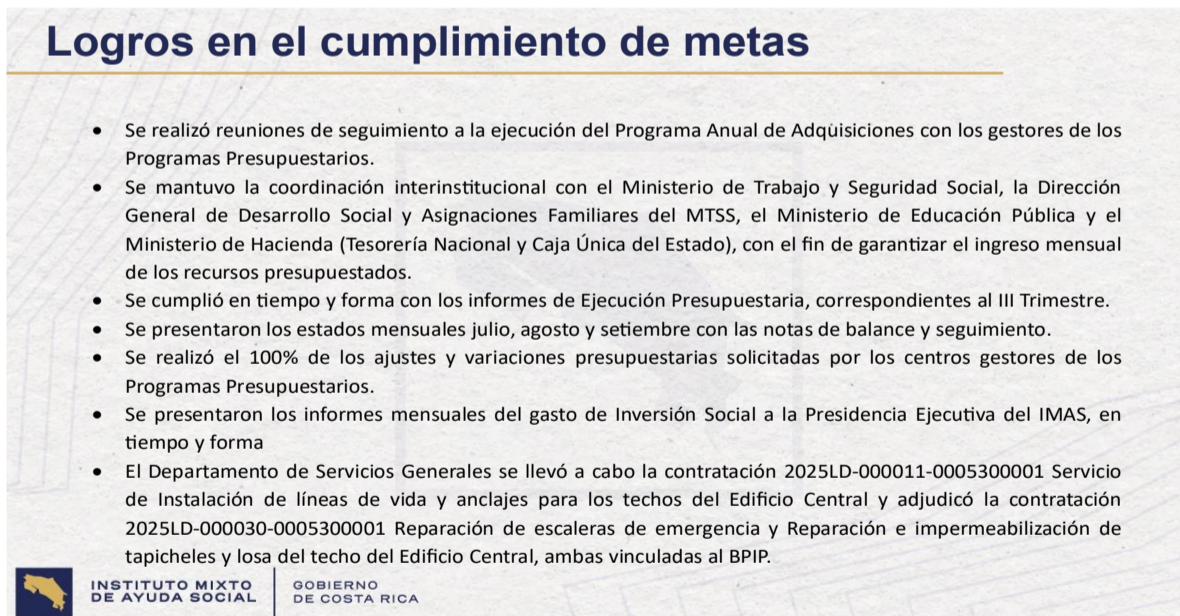 Logros en el cumplimiento de metas
• Se realizó reuniones de seguimiento a la ejecución del Programa Anual de Adquisiciones con los gestores de los
Programas Presupuestarios.
• Se mantuvo la coordinación interinstitucional con el Ministerio de Trabajo y Seguridad Social, la Dirección
General de Desarrollo Social y Asignaciones Familiares del MTSS, el Ministerio de Educación Pública y el
Ministerio de Hacienda (Tesorería Nacional y Caja Única del Estado), con el fin de garantizar el ingreso mensual
de los recursos presupuestados.
• Se cumplió en tiempo y forma con los informes de Ejecución Presupuestaria, correspondientes al III Trimestre.
• Se presentaron los estados mensuales julio, agosto y setiembre con las notas de balance y seguimiento.
• Se realizó el 100% de los ajustes y variaciones presupuestarias solicitadas por los centros gestores de los
Programas Presupuestarios.
• Se presentaron los informes mensuales del gasto de Inversión Social a la Presidencia Ejecutiva del IMAS, en
tiempo y forma
• El Departamento de Servicios Generales se llevó a cabo la contratación 2025LD-000011-0005300001 Servicio
de Instalación de líneas de vida y anclajes para los techos del Edificio Central y adjudicó la contratación
2025LD-000030-0005300001 Reparación de escaleras de emergencia y Reparación e impermeabilización de
tapicheles y losa del techo del Edificio Central, ambas vinculadas al BPIP.
INSTITUTO MIXTO
DE AYUDA SOCIAL
GOBIERNO
DE COSTA RICA